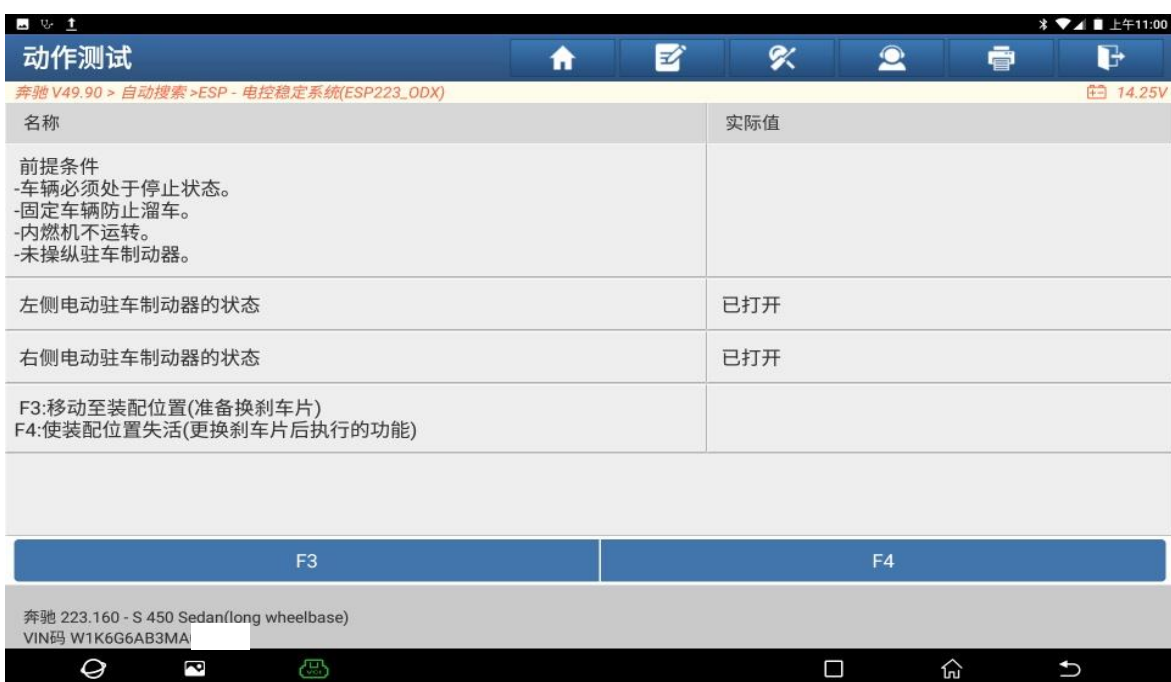 上午11:00
动作测试
奔驰 V49.90 > 自动搜索 >ESP - 电控稳定系统(ESP223_ODX)
14.25V
名称
实际值
前提条件
-车辆必须处于停止状态。
-固定车辆防止溜车。
-内燃机不运转。
-未操纵驻车制动器。
左侧电动驻车制动器的状态
已打开
右侧电动驻车制动器的状态
已打开
F3:移动至装配位置(准备换刹车片)
F4:使装配位置失活(更换刹车片后执行的功能)
F3
F4
奔驰 223.160 - S 450 Sedan(long wheelbase)
VIN码 W1K6G6AB3MA
VCI